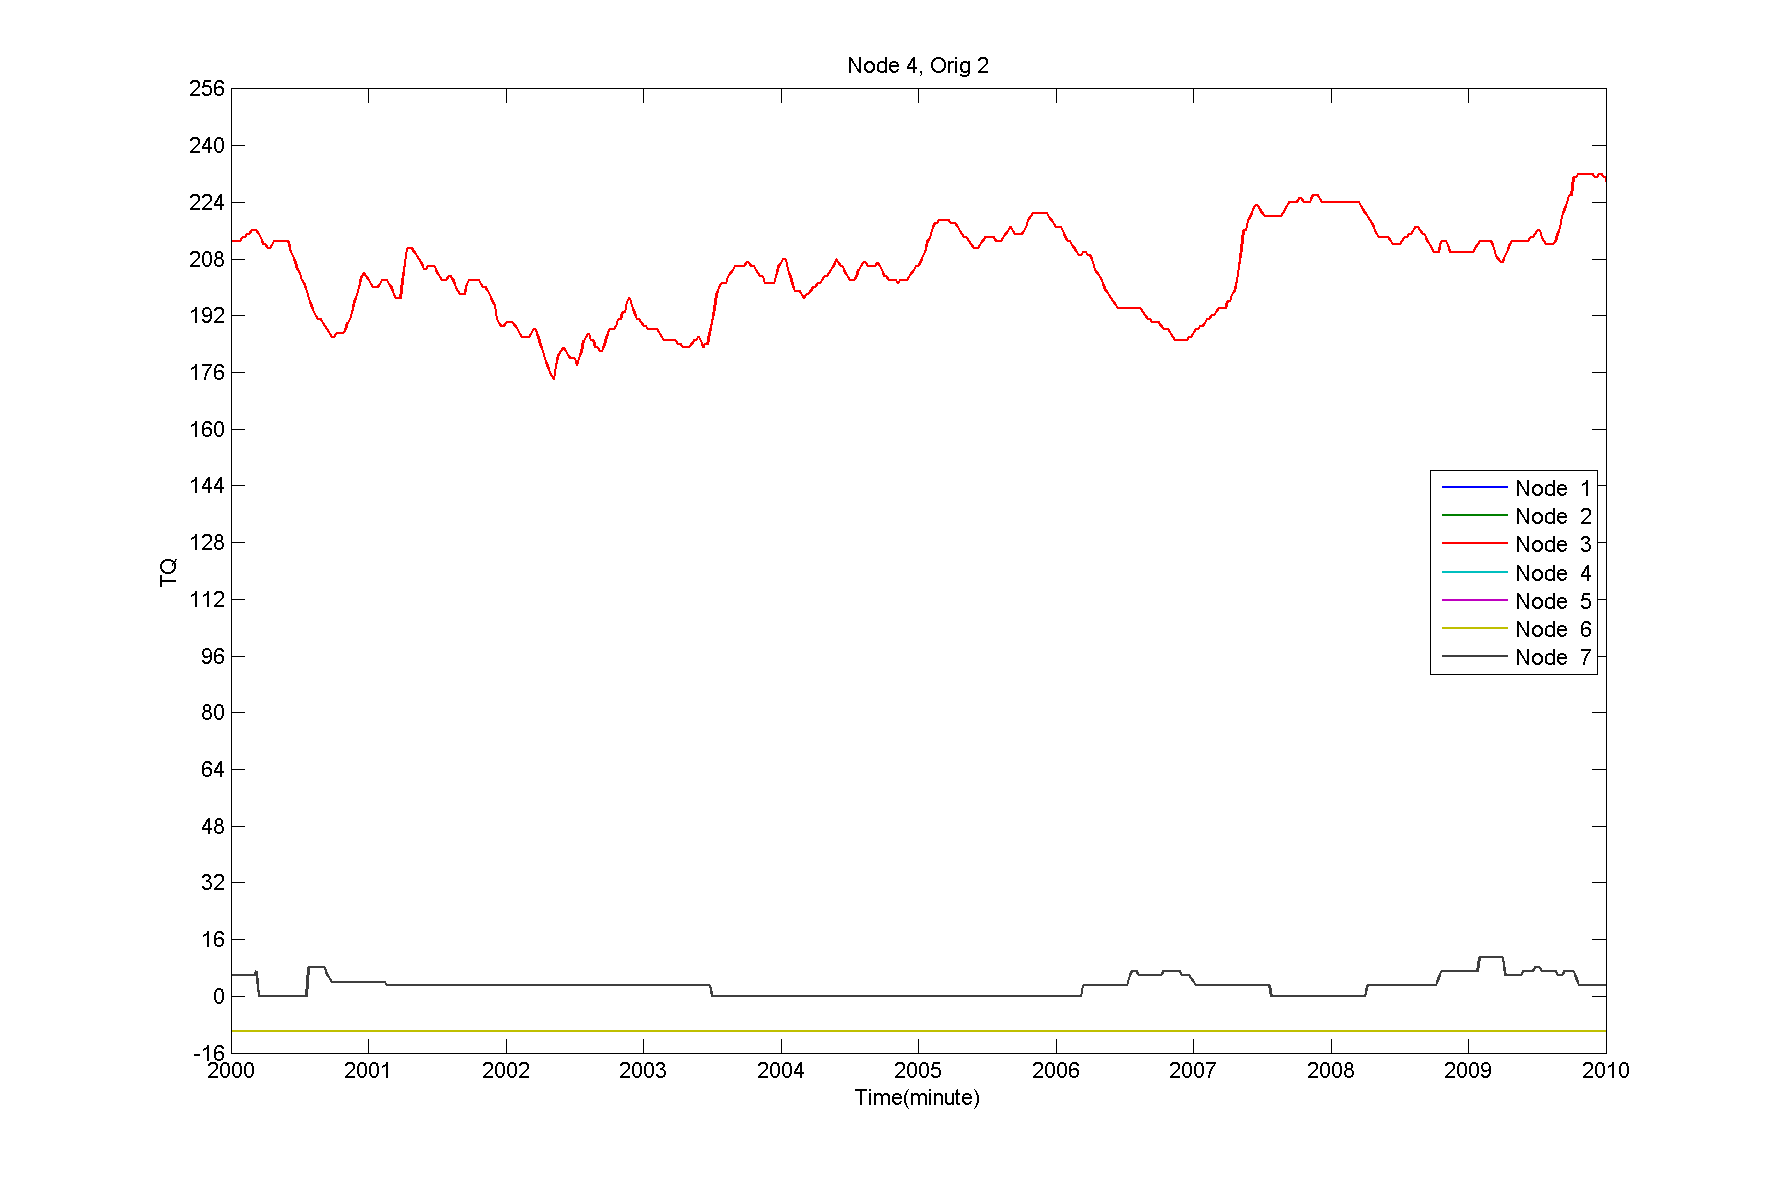 Node 4, Orig 2
256
240
224
208
192
176
160
144
128
112
96
80
64
48
32
16
0
-16
TQ
Node 1
Node 2
Node 3
Node 4
Node 5
Node 6
Node 7
2000 2001 2002 2003 2004 2005 2006 2007 2008 2009 2010
Time(minute)